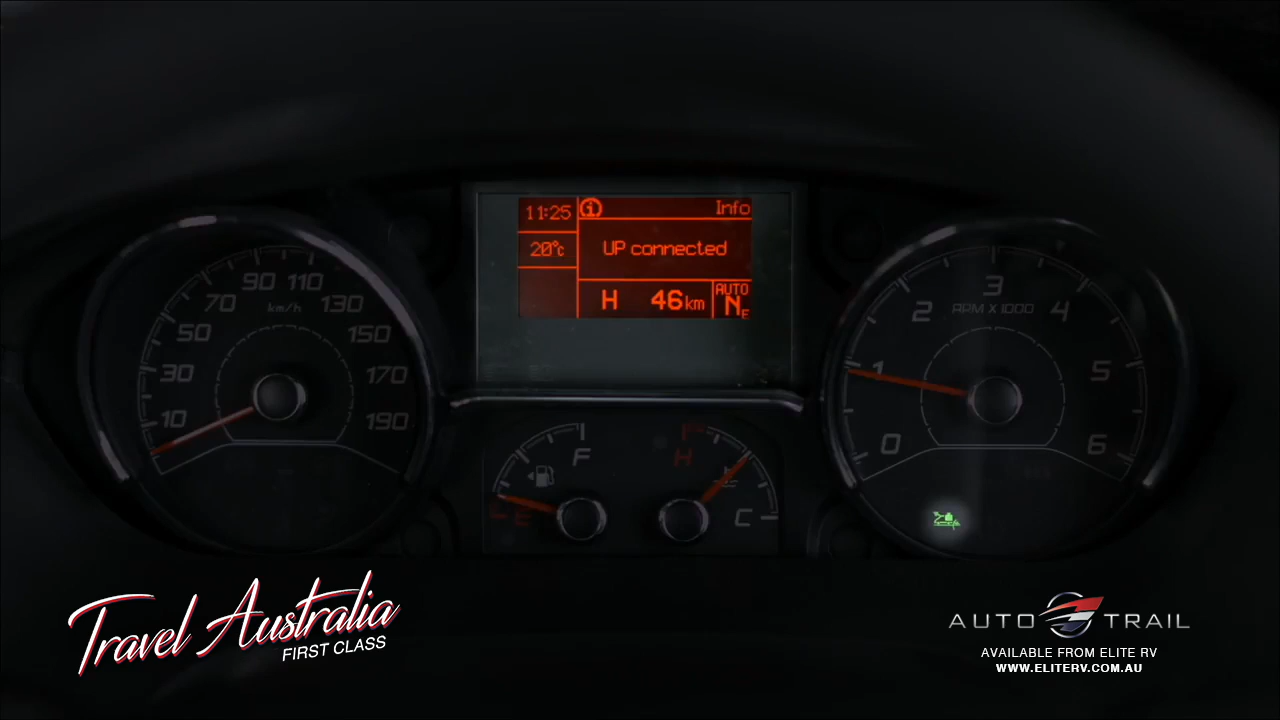 11:25
Info
20°c
UP connected
H 46 km
AUTO
N E
90 110
70 km/h 130
50 150
30 170
10 190
3
2 RPM X 1000 4
1 5
0 6
F
H
E
C
Travel Australia
FIRST CLASS
AUTO TRAIL
AVAILABLE FROM ELITE RV
WWW.ELITERV.COM.AU